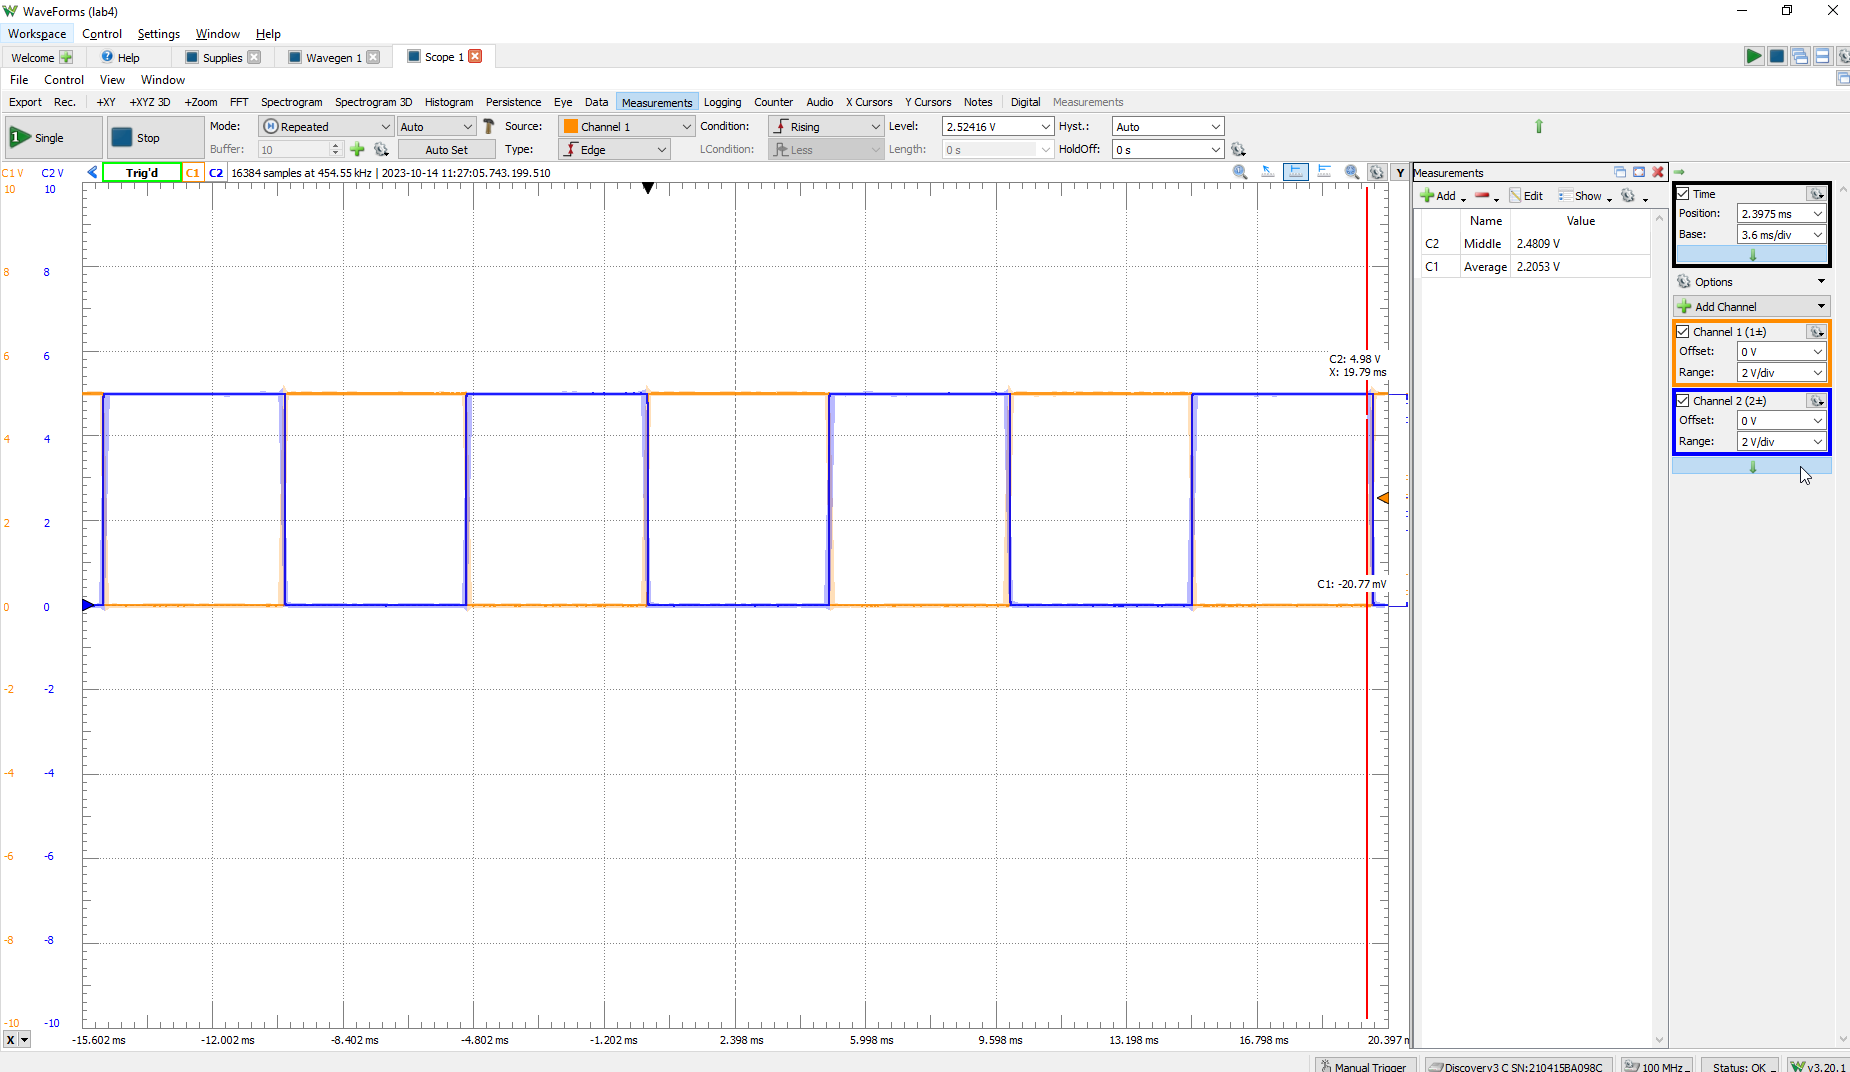 WaveForms (lab4)
Workspace Control Settings Window Help
Welcome Help Supplies Wavegen 1 Scope 1
File Control View Window
Export Rec. +XY +XYZ 3D +Zoom FFT Spectrogram Spectrogram 3D Histogram Persistence Eye Data Measurements Logging Counter Audio X Cursors Y Cursors Notes Digital Measurements
Single Stop Mode: Repeated Auto Source: Channel 1 Condition: Rising Level: 2.52416 V Hyst.: Auto
Buffer: 10 Auto Set Type: Edge LCondition: Less Length: 0 s HoldOff: 0 s
C1 V C2 V Trig'd C1 C2 16384 samples at 454.55 kHz | 2023-10-14 11:27:05.743.199.510 Y
10 10
8 8
6 6
4 4
2 2
0 0
-2 -2
-4 -4
-6 -6
-8 -8
-10 -10
C2: 4.98 V
X: 19.79 ms
C1: -20.77 mV
X -15.602 ms -12.002 ms -8.402 ms -4.802 ms -1.202 ms 2.398 ms 5.998 ms 9.598 ms 13.198 ms 16.798 ms 20.397 m
Measurements
Add Edit Show
Name Value
C2 Middle 2.4809 V
C1 Average 2.2053 V
Time
Position: 2.3975 ms
Base: 3.6 ms/div
Options
Add Channel
Channel 1 (1±)
Offset: 0 V
Range: 2 V/div
Channel 2 (2±)
Offset: 0 V
Range: 2 V/div
Manual Trigger Discovery3 C SN:210415BA098C 100 MHz Status: OK v3.20.1